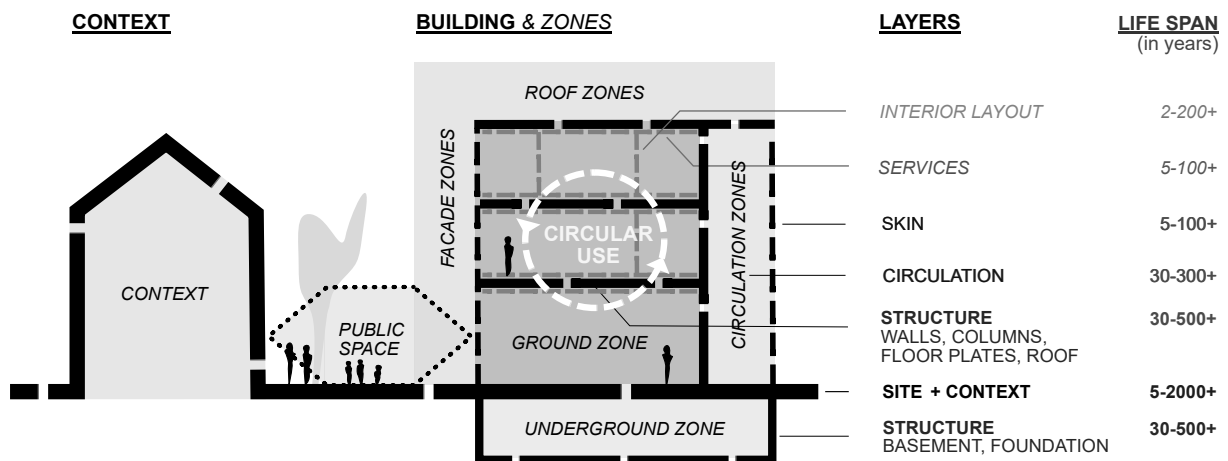 CONTEXT
BUILDING & ZONES
LAYERS
LIFE SPAN
(in years)
ROOF ZONES
FACADE ZONES
CIRCULATION ZONES
CIRCULAR
USE
CONTEXT
PUBLIC
SPACE
GROUND ZONE
UNDERGROUND ZONE
INTERIOR LAYOUT 2-200+
SERVICES 5-100+
SKIN 5-100+
CIRCULATION 30-300+
STRUCTURE 30-500+
WALLS, COLUMNS,
FLOOR PLATES, ROOF
SITE + CONTEXT 5-2000+
STRUCTURE 30-500+
BASEMENT, FOUNDATION